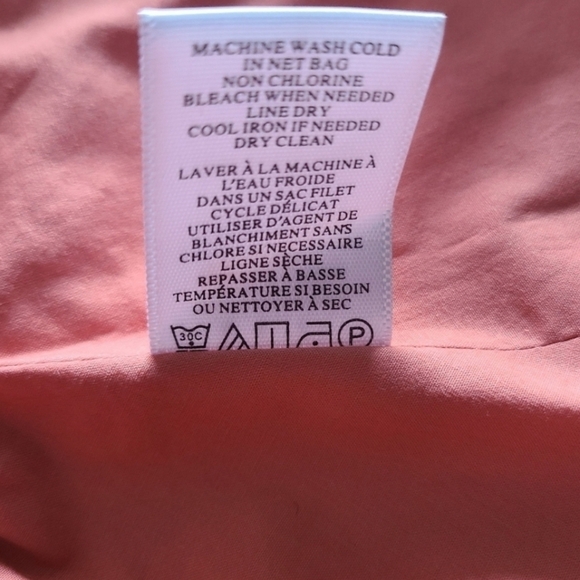 MACHINE WASH COLD
IN NET BAG
NON CHLORINE
BLEACH WHEN NEEDED
LINE DRY
COOL IRON IF NEEDED
DRY CLEAN
LAVER À LA MACHINE À
L'EAU FROIDE
DANS UN SAC FILET
CYCLE DÉLICAT
UTILISER D'AGENT DE
BLANCHIMENT SANS
CHLORE SI NECESSAIRE
LIGNE SÈCHE
REPASSER À BASSE
TEMPÉRATURE SI BESOIN
OU NETTOYER À SEC
30C P